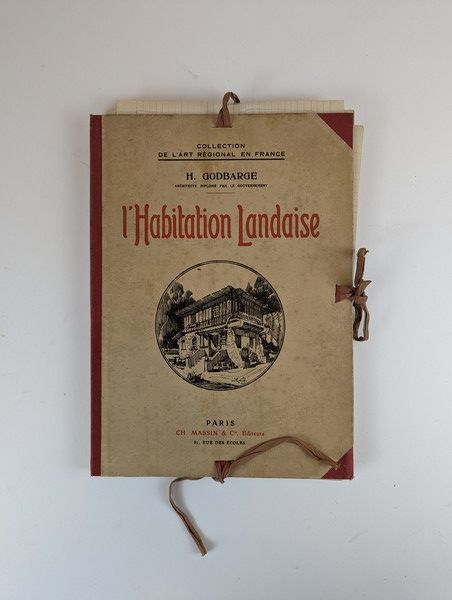 COLLECTION
DE L'ART RÉGIONAL EN FRANCE
H. GODBARGE
ARCHITECTE DIPLOMÉ PAR LE GOUVERNEMENT
l'Habitation Landaise
PARIS
CH. MASSIN & Cie, Éditeurs
51, RUE DES ÉCOLES